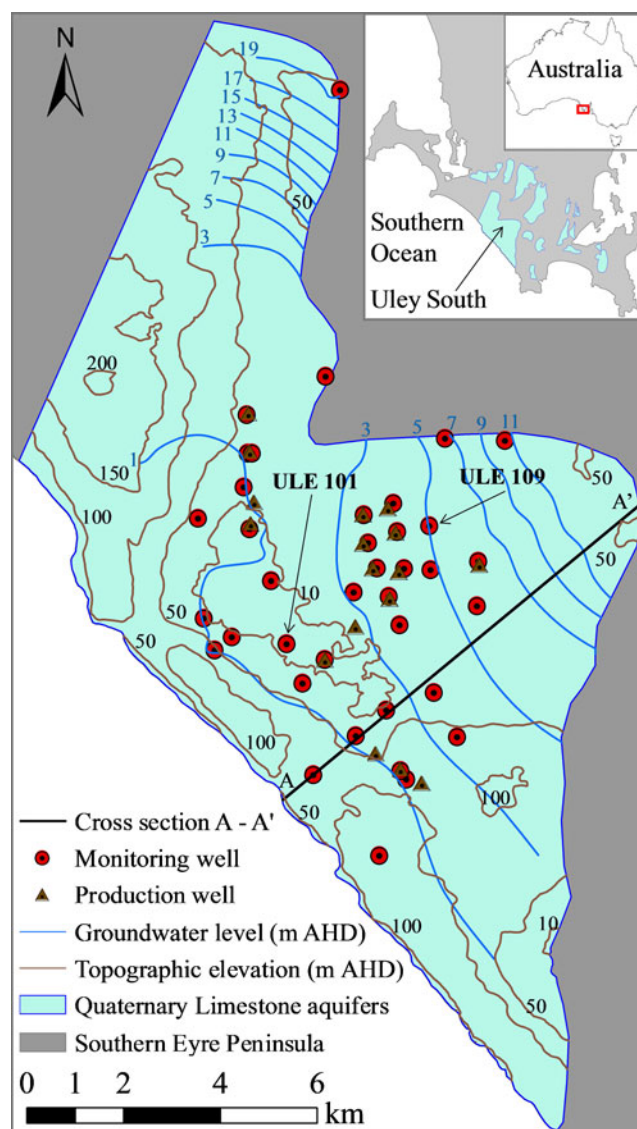 N
Australia
Southern
Ocean
Uley South
19
17
15
13
11
9
7
5
3
50
200
150
100
1
3
5
7
9
11
50
ULE 101
ULE 109
A'
50
10
50
50
100
A
50
100
100
10
50
Cross section A - A'
Monitoring well
Production well
Groundwater level (m AHD)
Topographic elevation (m AHD)
Quaternary Limestone aquifers
Southern Eyre Peninsula
0 1 2 4 6
km